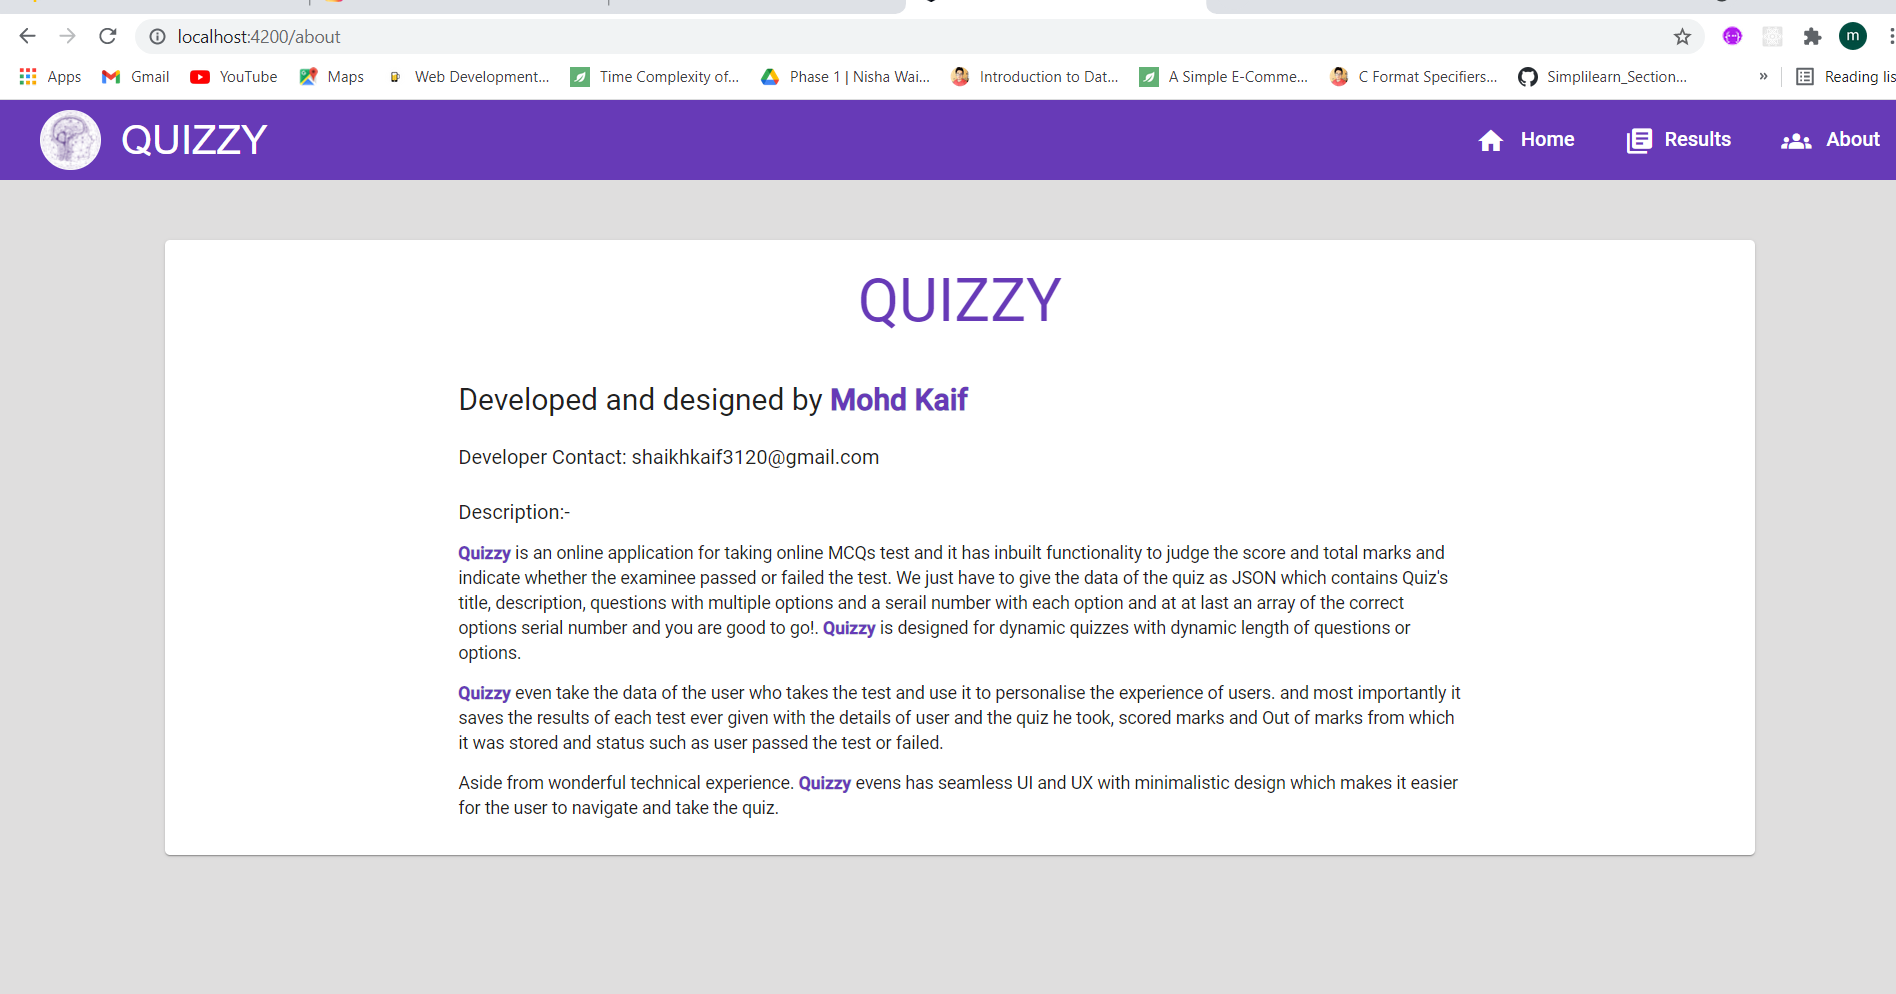 localhost:4200/about
Apps Gmail YouTube Maps Web Development... Time Complexity of... Phase 1 | Nisha Wai... Introduction to Dat... A Simple E-Comme... C Format Specifiers... Simplilearn_Section... » Reading lis
m
QUIZZY Home Results About
QUIZZY
Developed and designed by Mohd Kaif
Developer Contact: shaikhkaif3120@gmail.com
Description:-
Quizzy is an online application for taking online MCQs test and it has inbuilt functionality to judge the score and total marks and
indicate whether the examinee passed or failed the test. We just have to give the data of the quiz as JSON which contains Quiz's
title, description, questions with multiple options and a serail number with each option and at at last an array of the correct
options serial number and you are good to go!. Quizzy is designed for dynamic quizzes with dynamic length of questions or
options.
Quizzy even take the data of the user who takes the test and use it to personalise the experience of users. and most importantly it
saves the results of each test ever given with the details of user and the quiz he took, scored marks and Out of marks from which
it was stored and status such as user passed the test or failed.
Aside from wonderful technical experience. Quizzy evens has seamless UI and UX with minimalistic design which makes it easier
for the user to navigate and take the quiz.